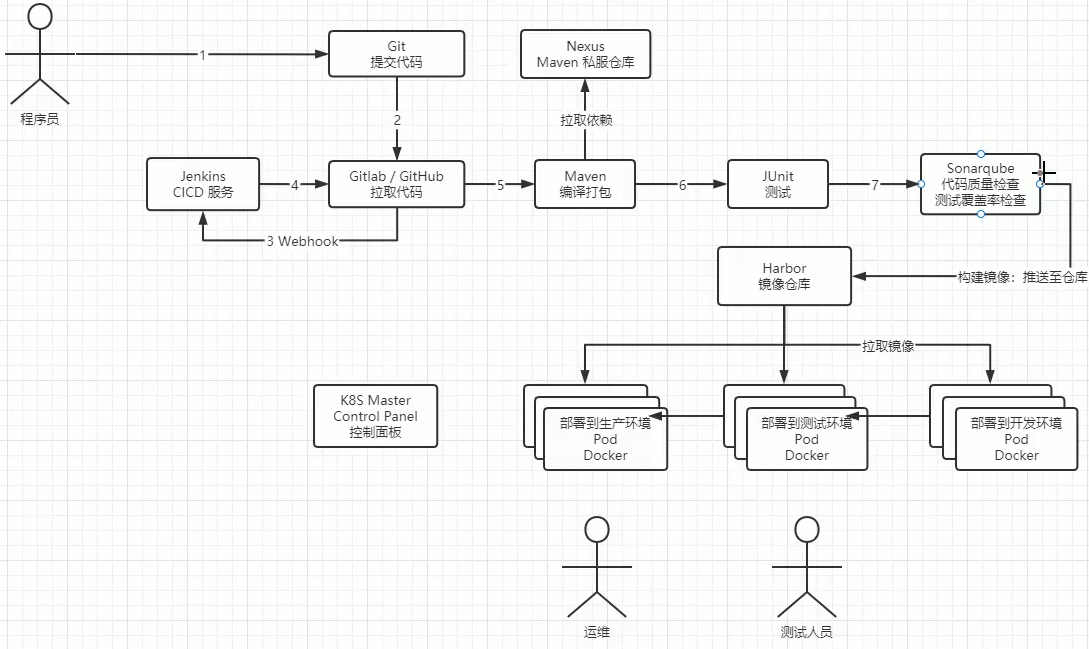 程序员
1
Git
提交代码
2
Nexus
Maven 私服仓库
拉取依赖
Jenkins
CICD 服务
4
Gitlab / GitHub
拉取代码
5
Maven
编译打包
6
JUnit
测试
7
Sonarqube
代码质量检查
测试覆盖率检查
3 Webhook
Harbor
镜像仓库
构建镜像：推送至仓库
拉取镜像
K8S Master
Control Panel
控制面板
部署到生产环境
Pod
Docker
部署到测试环境
Pod
Docker
部署到开发环境
Pod
Docker
运维
测试人员